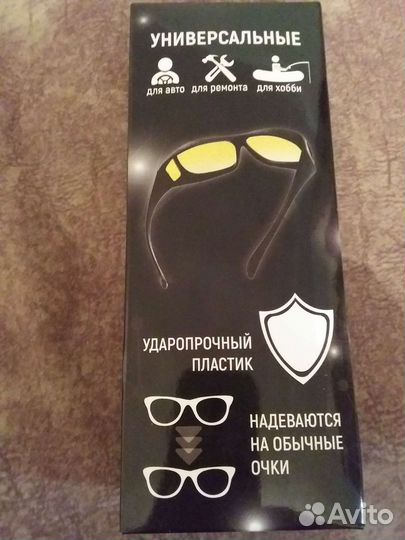 УНИВЕРСАЛЬНЫЕ
для авто для ремонта для хобби
УДАРОПРОЧНЫЙ
ПЛАСТИК
НАДЕВАЮТСЯ
НА ОБЫЧНЫЕ
ОЧКИ
Avito